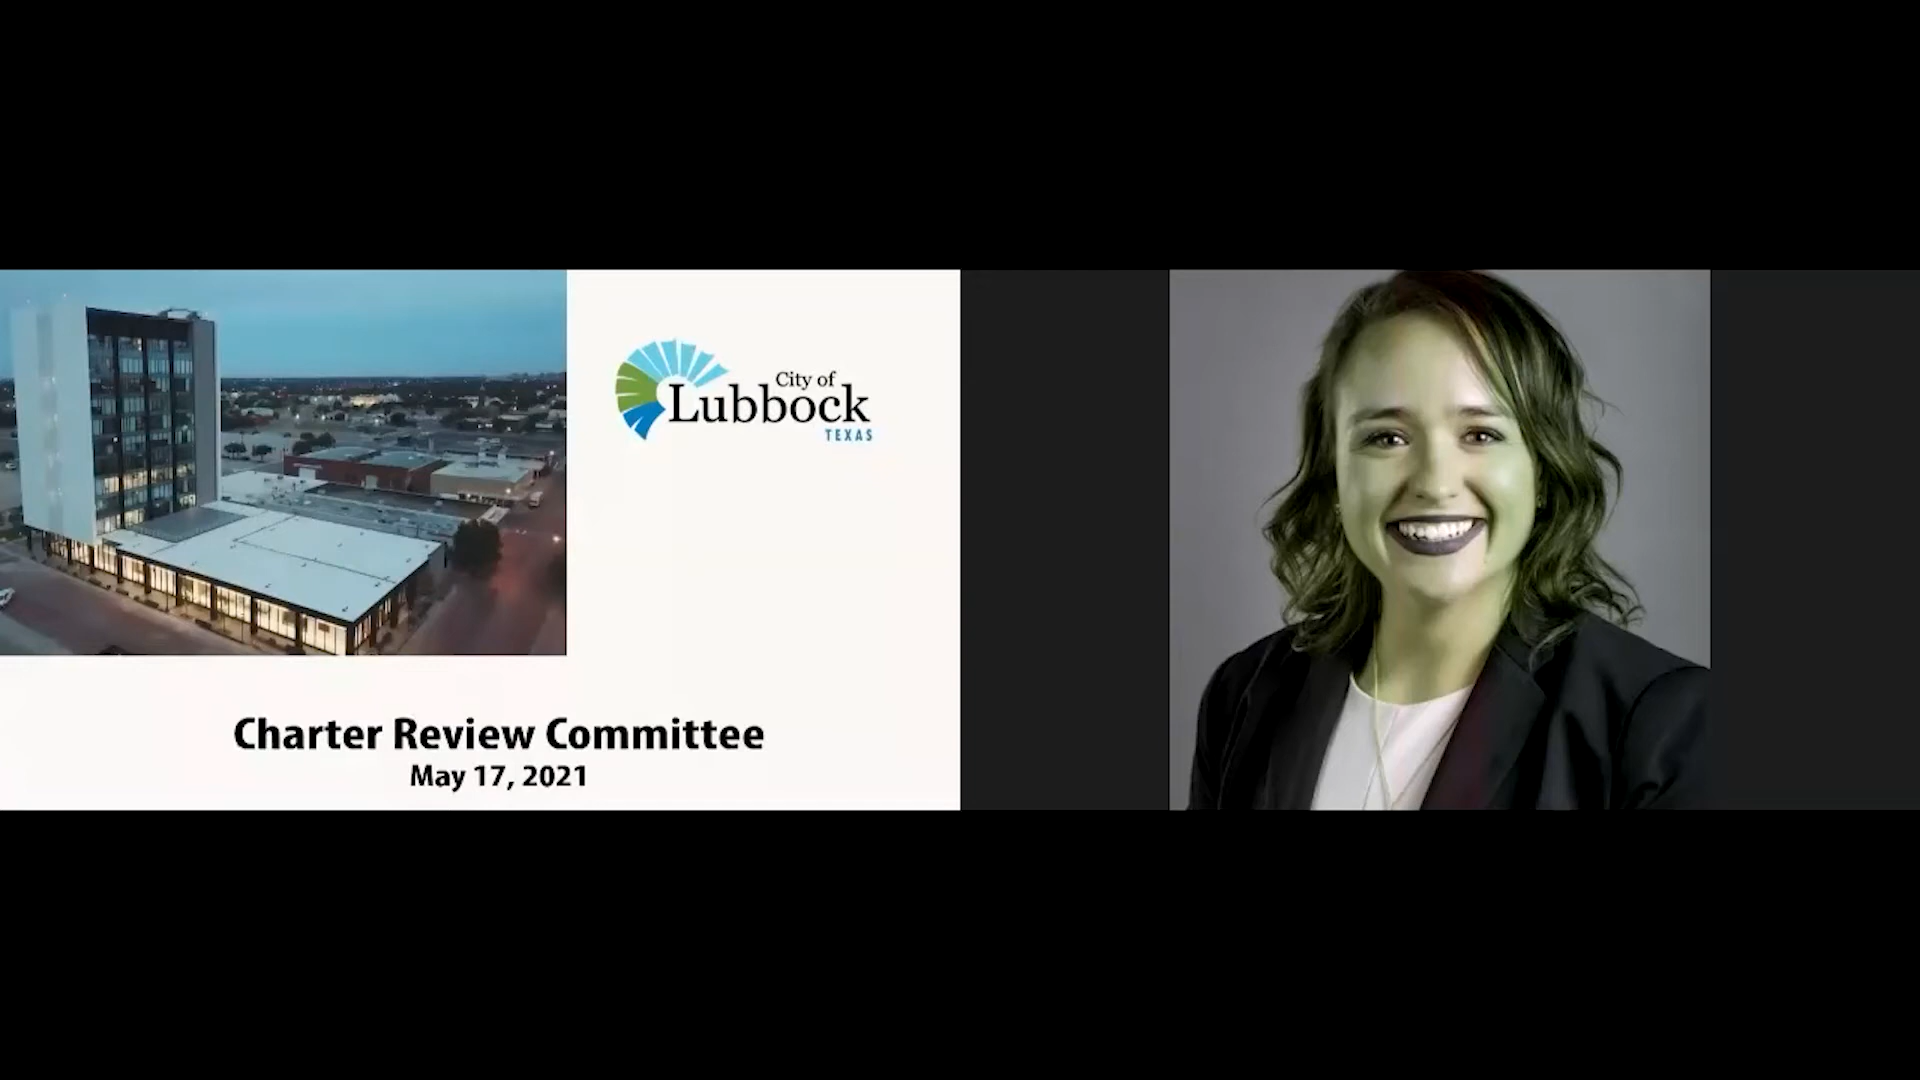 City of
Lubbock
TEXAS
Charter Review Committee
May 17, 2021